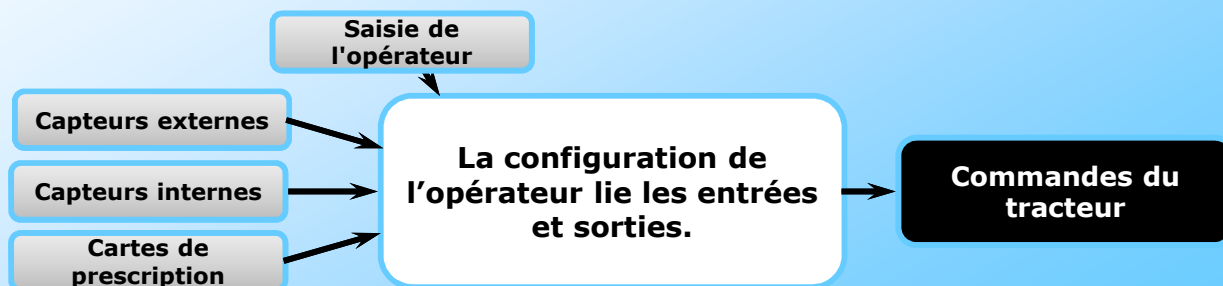 Saisie de
l'opérateur
Capteurs externes
Capteurs internes
Cartes de
prescription
La configuration de
l’opérateur lie les entrées
et sorties.
Commandes du
tracteur